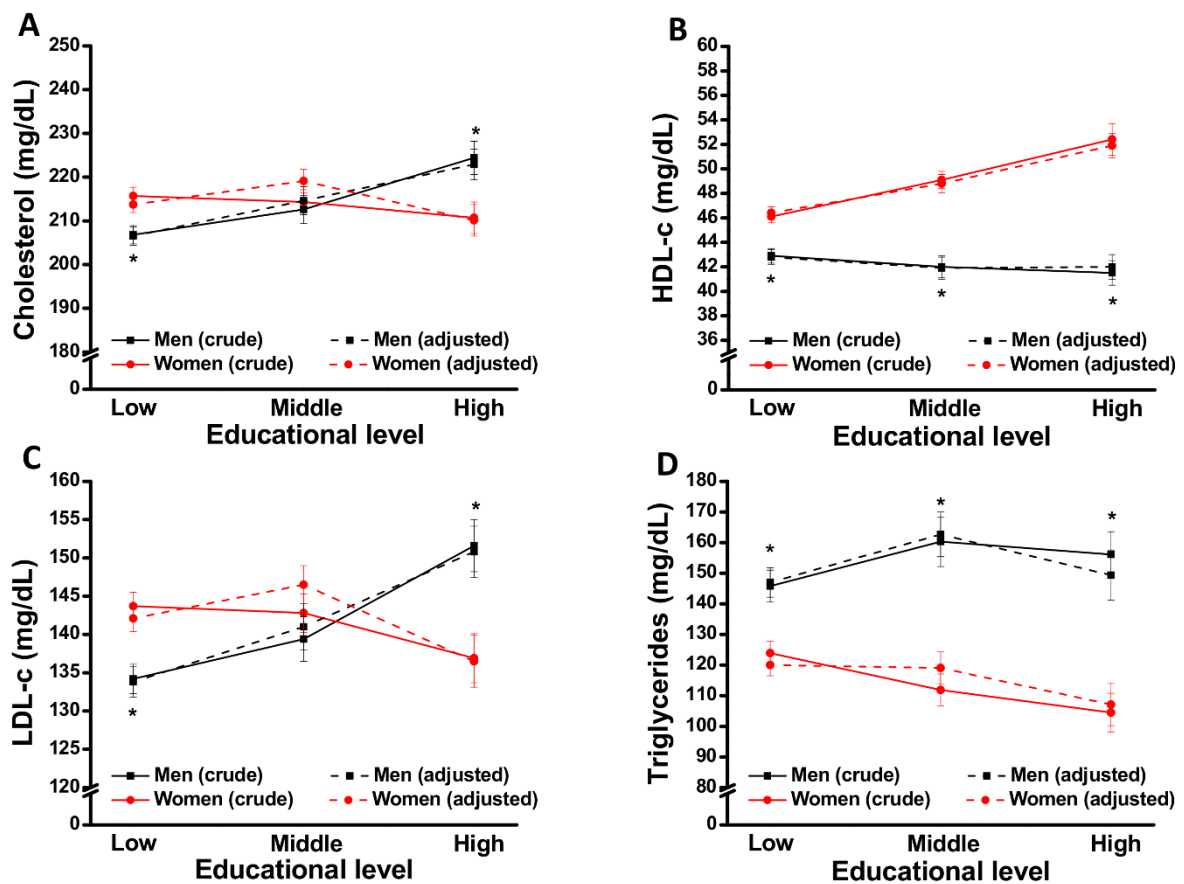 A
Cholesterol (mg/dL)
250
240
230
220
210
200
190
180
0
*
*
Men (crude) Men (adjusted)
Women (crude) Women (adjusted)
Low Middle High
Educational level
B
HDL-c (mg/dL)
60
58
56
54
52
50
48
46
44
42
40
38
36
0
* * *
Men (crude) Men (adjusted)
Women (crude) Women (adjusted)
Low Middle High
Educational level
C
LDL-c (mg/dL)
160
155
150
145
140
135
130
125
120
0
*
*
Men (crude) Men (adjusted)
Women (crude) Women (adjusted)
Low Middle High
Educational level
D
Triglycerides (mg/dL)
180
170
160
150
140
130
120
110
100
90
80
0
* * *
Men (crude) Men (adjusted)
Women (crude) Women (adjusted)
Low Middle High
Educational level